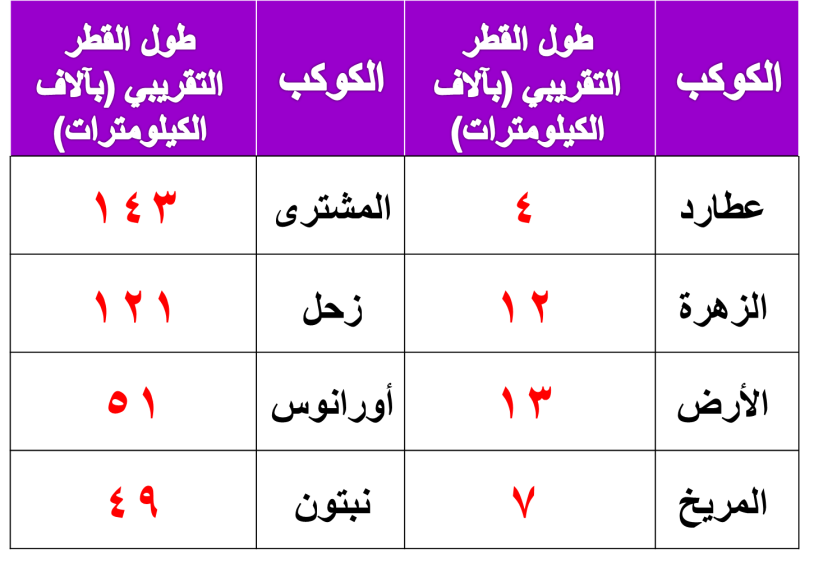 الكوكب
طول القطر
التقريبي (بآلاف
الكيلومترات)
الكوكب
طول القطر
التقريبي (بآلاف
الكيلومترات)
عطارد
٤
المشترى
١٤٣
الزهرة
١٢
زحل
١٢١
الأرض
١٣
أورانوس
٥١
المريخ
٧
نبتون
٤٩